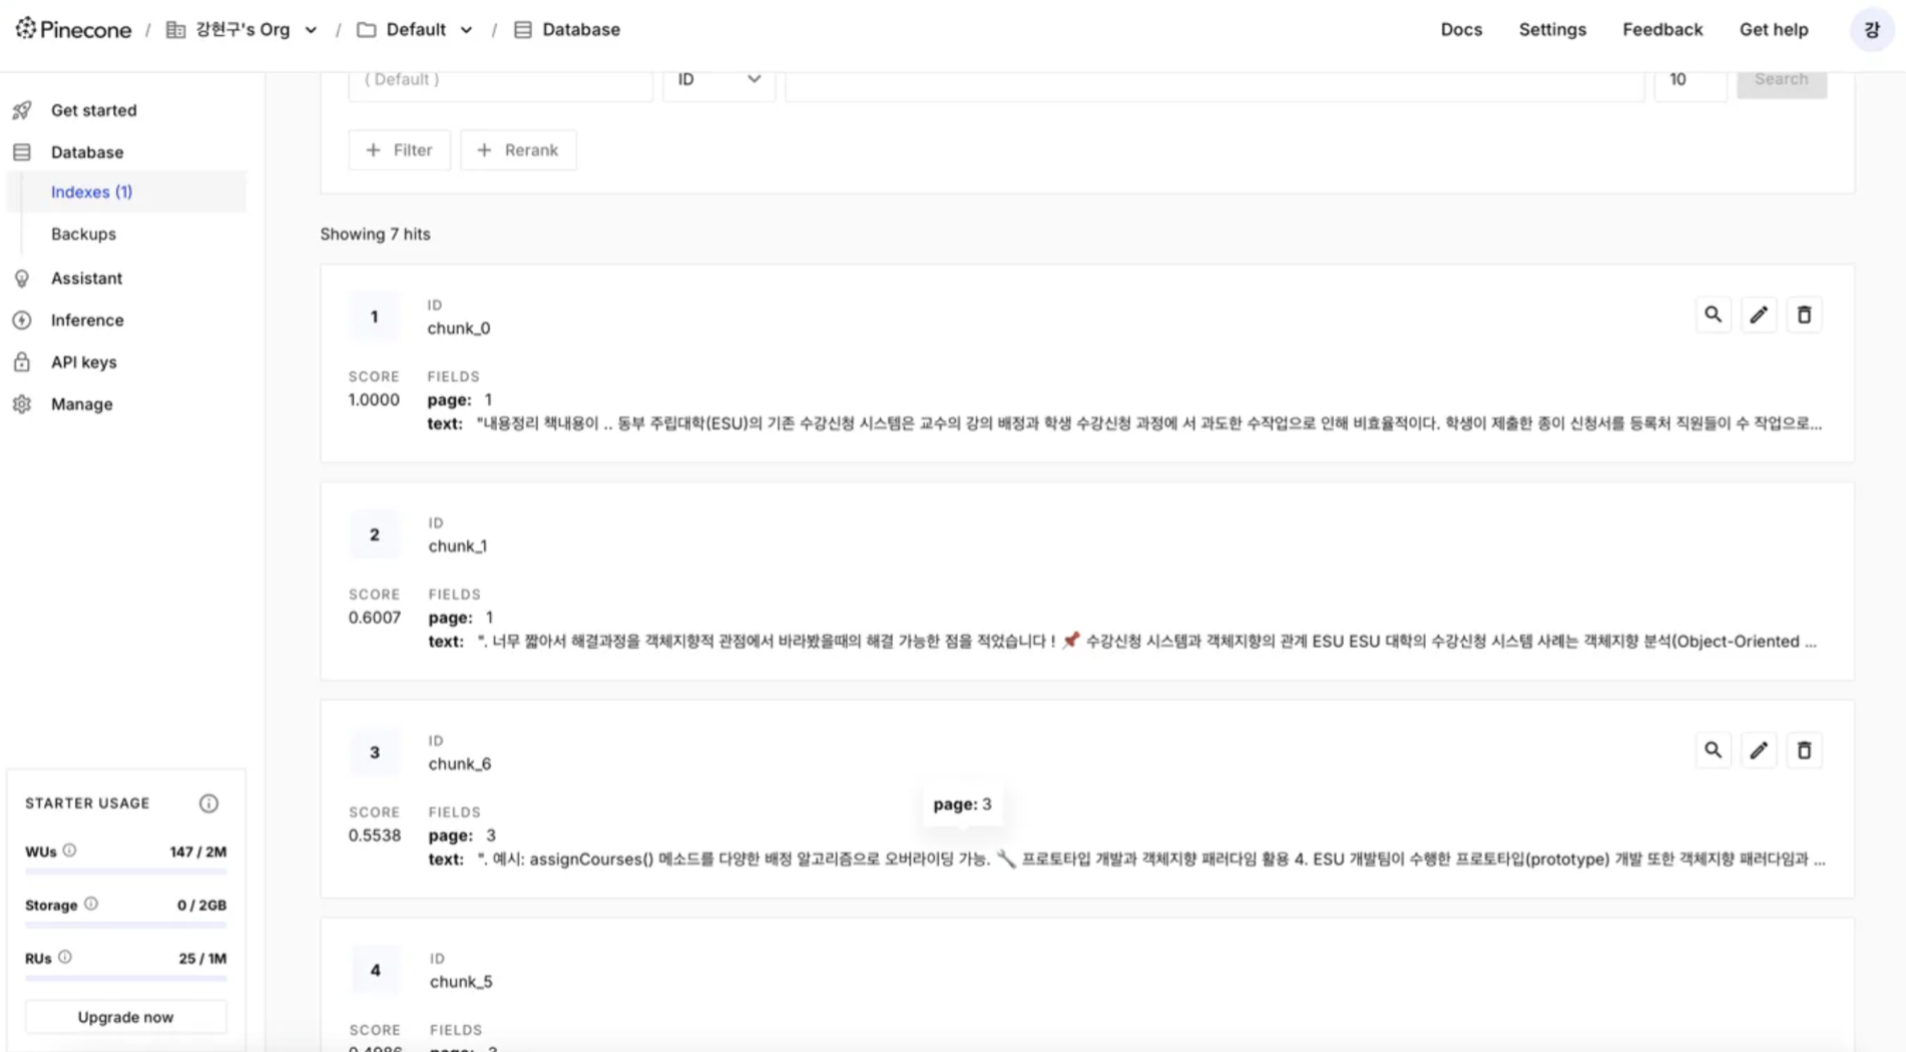 Pinecone / 강현구's Org / Default / Database
Docs Settings Feedback Get help 강
Get started
Database
Indexes (1)
Backups
Assistant
Inference
API keys
Manage
STARTER USAGE
WUs 147 / 2M
Storage 0 / 2GB
RUs 25 / 1M
Upgrade now
( Default ) ID 10 Search
+ Filter + Rerank
Showing 7 hits
1
ID
chunk_0
SCORE FIELDS
1.0000 page: 1
text: "내용정리 책내용이 .. 동부 주립대학(ESU)의 기존 수강신청 시스템은 교수의 강의 배정과 학생 수강신청 과정에 서 과도한 수작업으로 인해 비효율적이다. 학생이 제출한 종이 신청서를 등록처 직원들이 수 작업으로...
2
ID
chunk_1
SCORE FIELDS
0.6007 page: 1
text: ". 너무 짧아서 해결과정을 객체지향적 관점에서 바라봤을때의 해결 가능한 점을 적었습니다 ! 📌 수강신청 시스템과 객체지향의 관계 ESU ESU 대학의 수강신청 시스템 사례는 객체지향 분석(Object-Oriented ...
3
ID
chunk_6
page: 3
SCORE FIELDS
0.5538 page: 3
text: ". 예시: assignCourses() 메소드를 다양한 배정 알고리즘으로 오버라이딩 가능. 🔧 프로토타입 개발과 객체지향 패러다임 활용 4. ESU 개발팀이 수행한 프로토타입(prototype) 개발 또한 객체지향 패러다임과 ...
4
ID
chunk_5
SCORE FIELDS
0.4986 page: 3